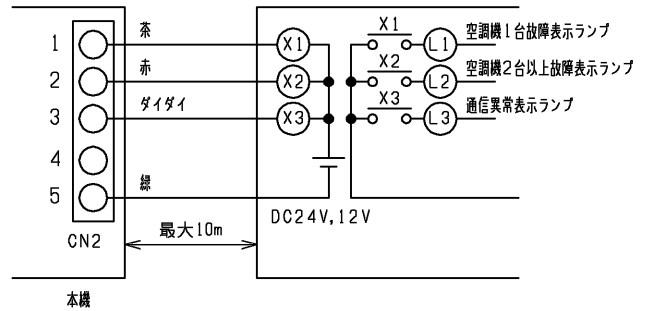 1 茶 X1 X1 L1 空調機1台故障表示ランプ
2 赤 X2 X2 L2 空調機2台以上故障表示ランプ
3 ダイダイ X3 X3 L3 通信異常表示ランプ
4
5 緑
DC24V,12V
CN2
最大10m
本機